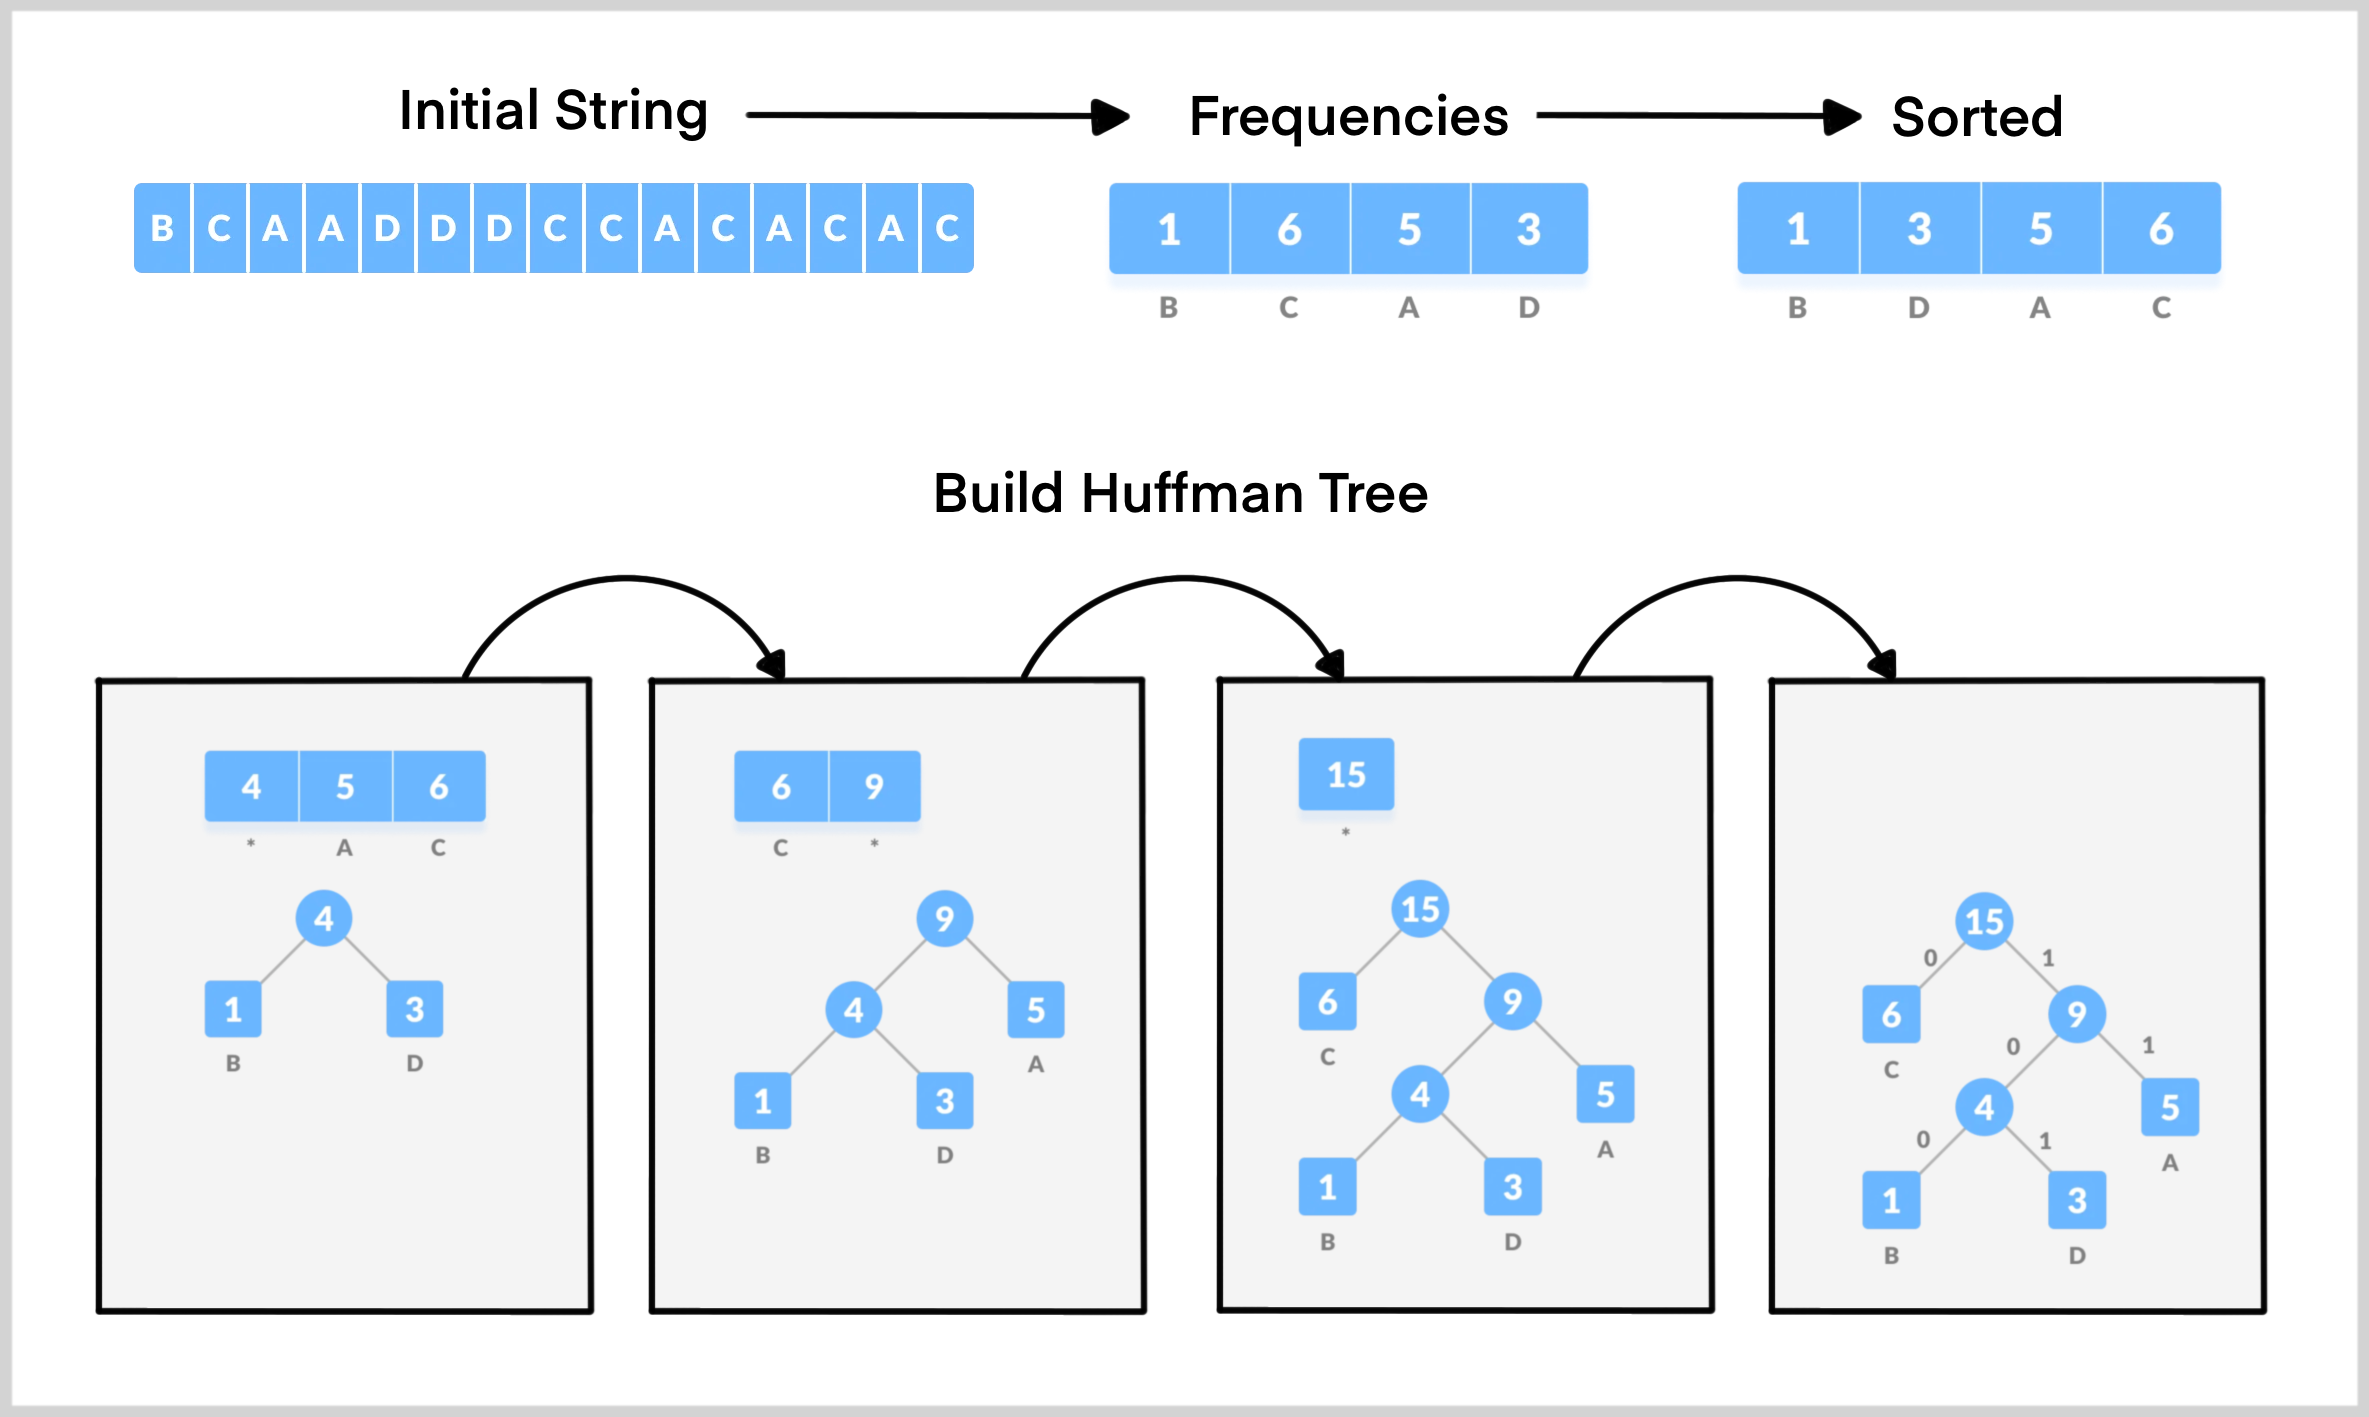 Initial String
Frequencies
Sorted
B C A A D D D C C A C A C A C
1 6 5 3
B C A D
1 3 5 6
B D A C
Build Huffman Tree
4 5 6
* A C
4
1 3
B D
6 9
C *
9
4 5
A
1 3
B D
15
*
15
6 9
C
4 5
A
1 3
B D
15
0 1
6 9
C
0 1
4 5
A
0 1
1 3
B D